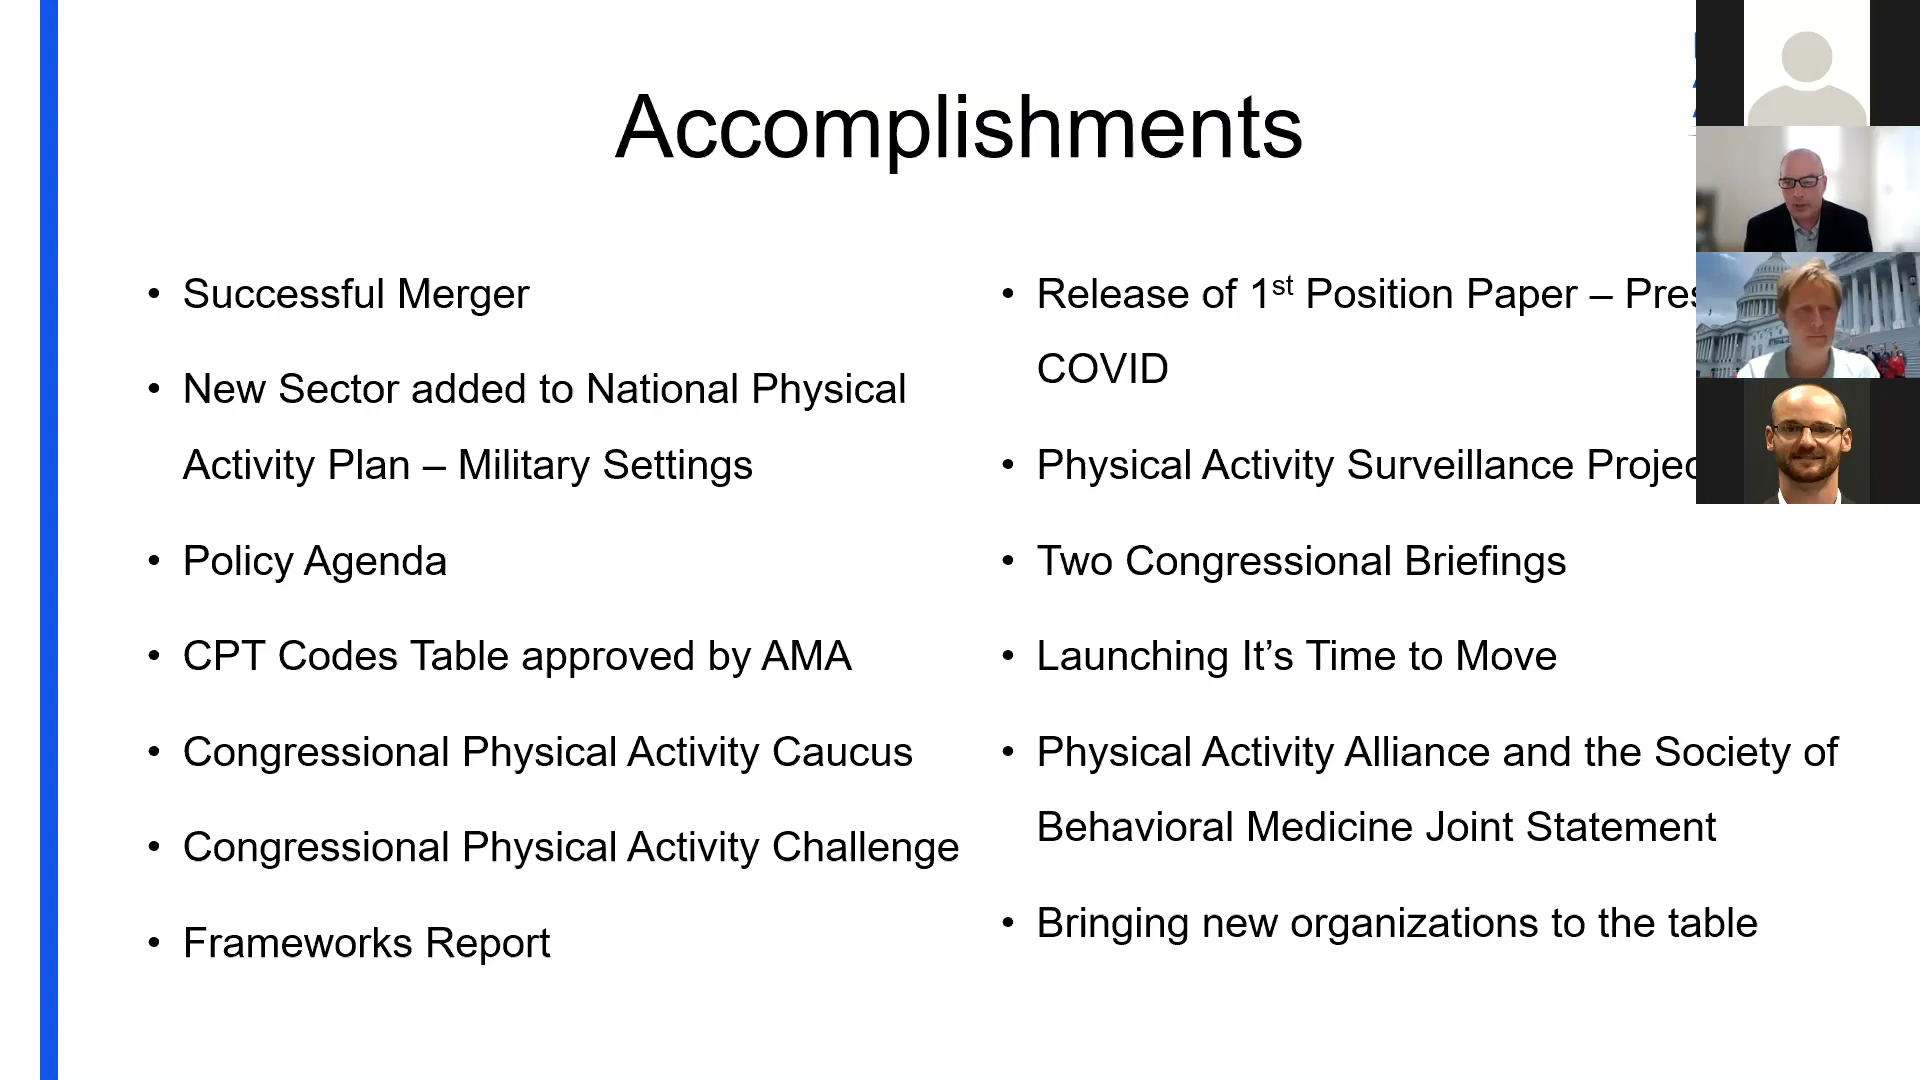 Accomplishments
• Successful Merger
• New Sector added to National Physical
Activity Plan – Military Settings
• Policy Agenda
• CPT Codes Table approved by AMA
• Congressional Physical Activity Caucus
• Congressional Physical Activity Challenge
• Frameworks Report
• Release of 1st Position Paper –
COVID
• Physical Activity Surveillance
• Two Congressional Briefings
• Launching It’s Time to Move
• Physical Activity Alliance and the Society of
Behavioral Medicine Joint Statement
• Bringing new organizations to the table